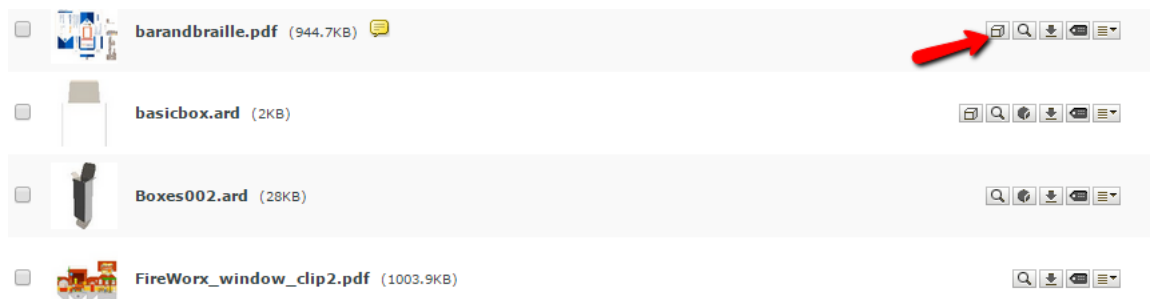 barandbraille.pdf (944.7KB)
basicbox.ard (2KB)
Boxes002.ard (28KB)
FireWorx_window_clip2.pdf (1003.9KB)